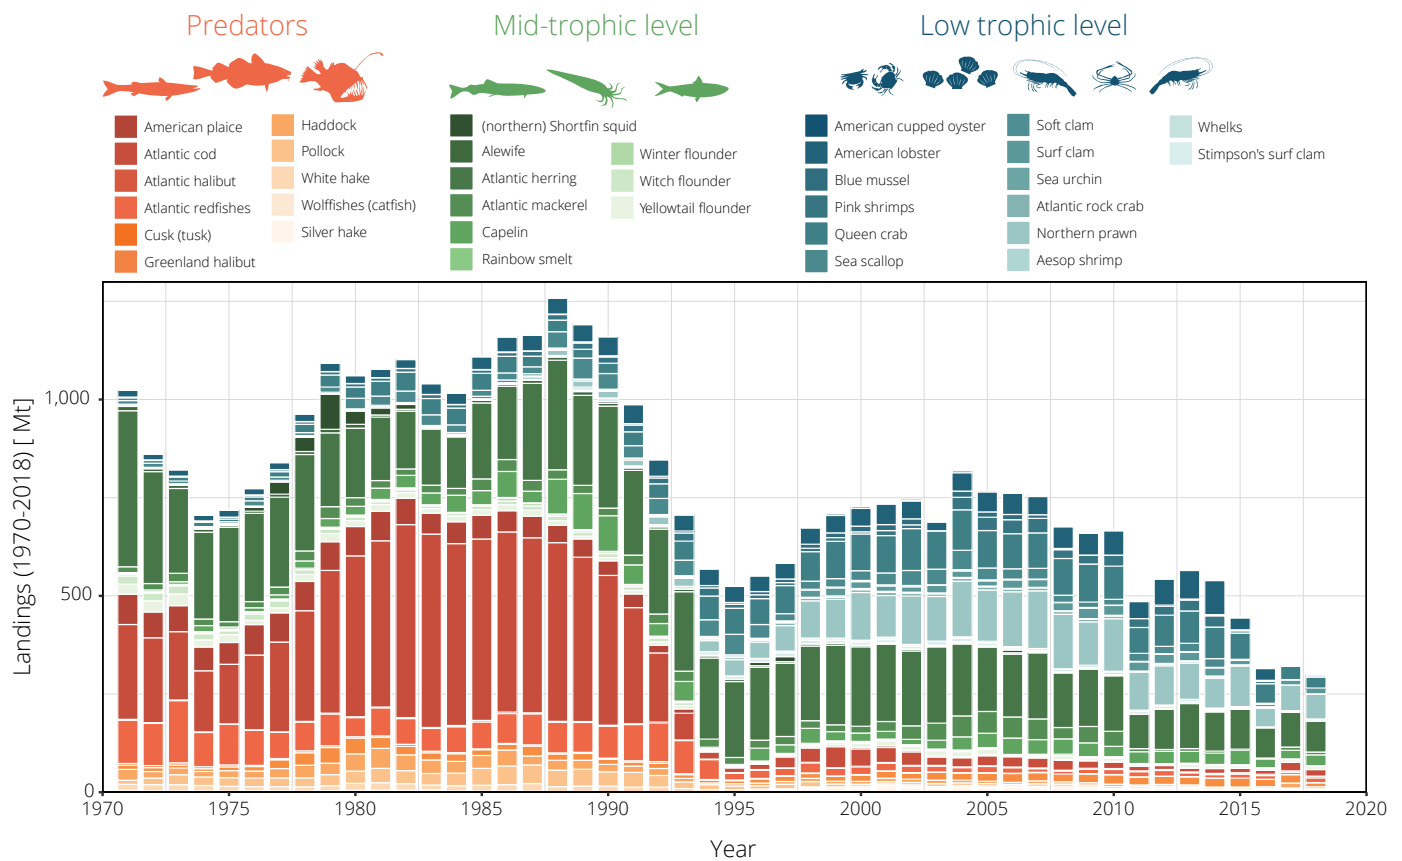 Predators
Mid-trophic level
Low trophic level
American plaice
Atlantic cod
Atlantic halibut
Atlantic redfishes
Cusk (tusk)
Greenland halibut
Haddock
Pollock
White hake
Wolffishes (catfish)
Silver hake
(northern) Shortfin squid
Alewife
Atlantic herring
Atlantic mackerel
Capelin
Rainbow smelt
Winter flounder
Witch flounder
Yellowtail flounder
American cupped oyster
American lobster
Blue mussel
Pink shrimps
Queen crab
Sea scallop
Soft clam
Surf clam
Sea urchin
Atlantic rock crab
Northern prawn
Aesop shrimp
Whelks
Stimpson's surf clam
Landings (1970-2018) [ Mt]
1,000
500
0
1970 1975 1980 1985 1990 1995 2000 2005 2010 2015 2020
Year